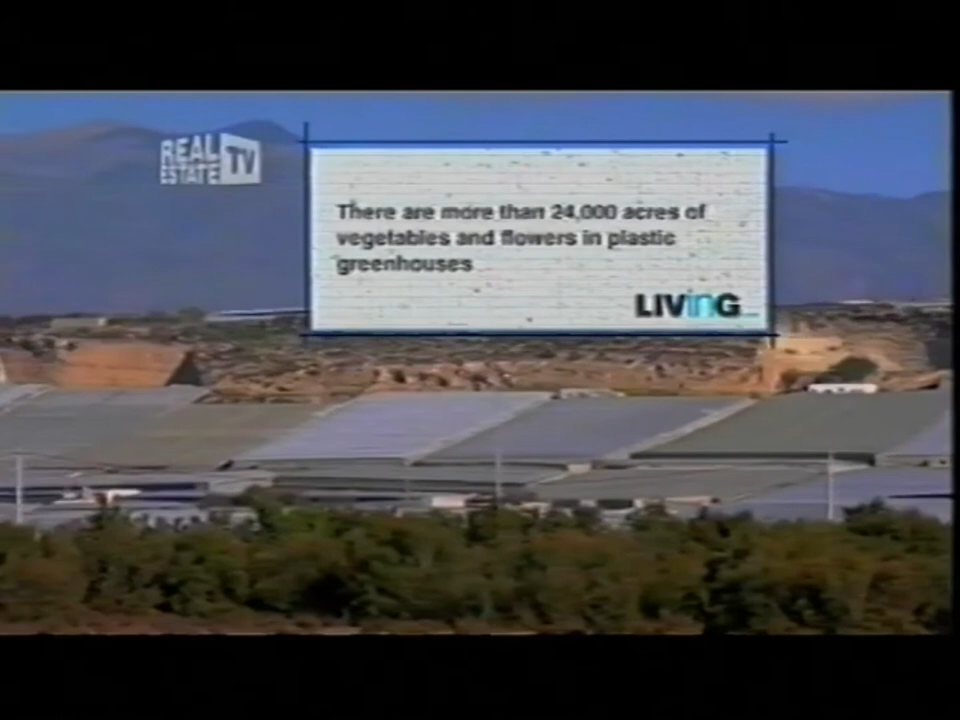 REAL
ESTATE TV
There are more than 24,000 acres of
vegetables and flowers in plastic
greenhouses
LIVinG